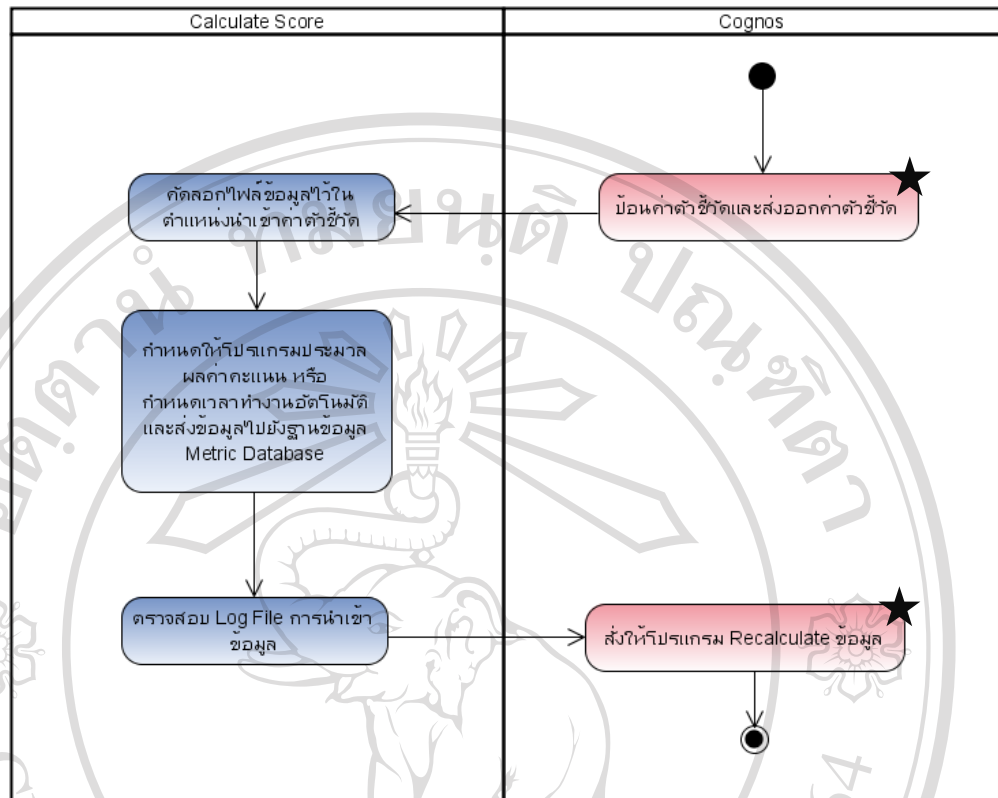 Calculate Score
Cognos
ป้อนค่าตัวชี้วัดและส่งออกค่าตัวชี้วัด
คัดลอกไฟล์ข้อมูลไว้ใน
ตำแหน่งนำเข้าค่าตัวชี้วัด
กำหนดให้โปรแกรมประมวล
ผลค่าคะแนน หรือ
กำหนดเวลาทำงานอัตโนมัติ
และส่งข้อมูลไปยังฐานข้อมูล
Metric Database
ตรวจสอบ Log File การนำเข้า
ข้อมูล
สั่งให้โปรแกรม Recalculate ข้อมูล